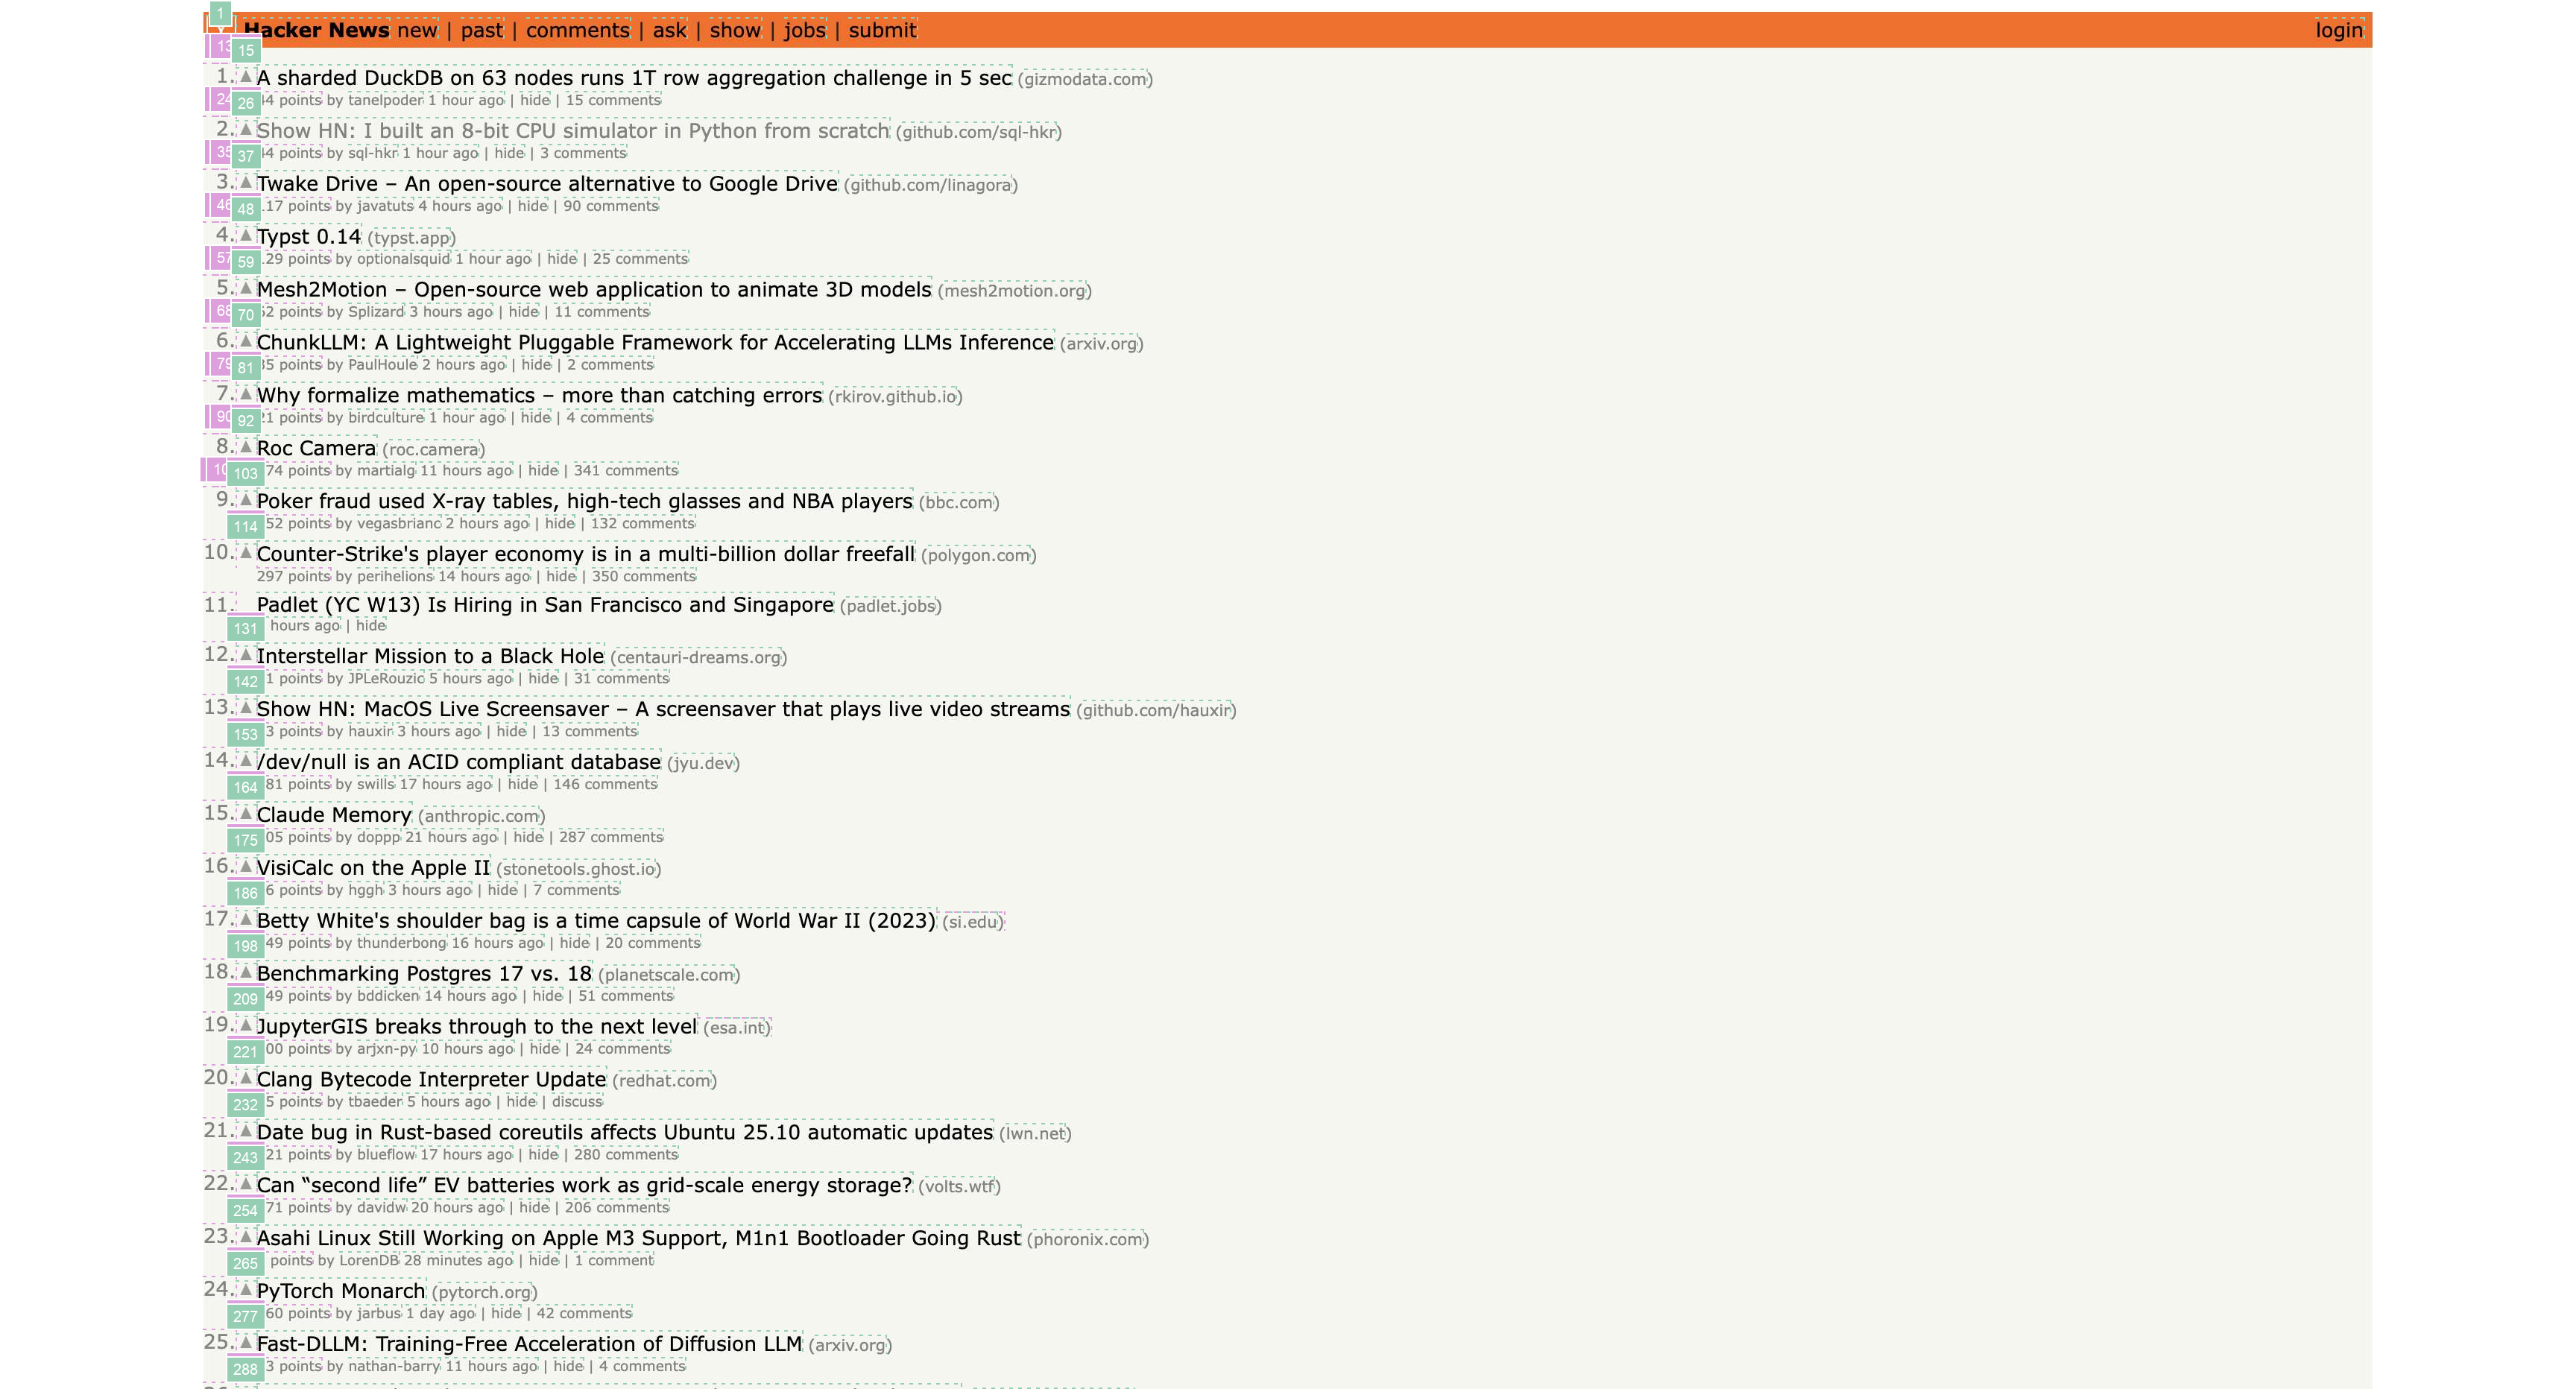 1
Hacker News new | past | comments | ask | show | jobs | submit login
15
1. ▲ A sharded DuckDB on 63 nodes runs 1T row aggregation challenge in 5 sec (gizmodata.com)
26 points by tanelpoder 1 hour ago | hide | 15 comments
2. ▲ Show HN: I built an 8-bit CPU simulator in Python from scratch (github.com/sql-hkr)
37 points by sql-hkr 1 hour ago | hide | 3 comments
3. ▲ Twake Drive – An open-source alternative to Google Drive (github.com/linagora)
48 points by javatuts 4 hours ago | hide | 90 comments
4. ▲ Typst 0.14 (typst.app)
59 points by optionalsquid 1 hour ago | hide | 25 comments
5. ▲ Mesh2Motion – Open-source web application to animate 3D models (mesh2motion.org)
70 points by Splizard 3 hours ago | hide | 11 comments
6. ▲ ChunkLLM: A Lightweight Pluggable Framework for Accelerating LLMs Inference (arxiv.org)
81 points by PaulHoule 2 hours ago | hide | 2 comments
7. ▲ Why formalize mathematics – more than catching errors (rkirov.github.io)
92 points by birdculture 1 hour ago | hide | 4 comments
8. ▲ Roc Camera (roc.camera)
103 74 points by martialg 11 hours ago | hide | 341 comments
9. ▲ Poker fraud used X-ray tables, high-tech glasses and NBA players (bbc.com)
114 52 points by vegasbrianc 2 hours ago | hide | 132 comments
10. ▲ Counter-Strike's player economy is in a multi-billion dollar freefall (polygon.com)
297 points by perihelions 14 hours ago | hide | 350 comments
11. Padlet (YC W13) Is Hiring in San Francisco and Singapore (padlet.jobs)
131 hours ago | hide
12. ▲ Interstellar Mission to a Black Hole (centauri-dreams.org)
142 1 points by JPLeRouzic 5 hours ago | hide | 31 comments
13. ▲ Show HN: MacOS Live Screensaver – A screensaver that plays live video streams (github.com/hauxir)
153 3 points by hauxir 3 hours ago | hide | 13 comments
14. ▲ /dev/null is an ACID compliant database (jyu.dev)
164 81 points by swills 17 hours ago | hide | 146 comments
15. ▲ Claude Memory (anthropic.com)
175 05 points by doppp 21 hours ago | hide | 287 comments
16. ▲ VisiCalc on the Apple II (stonetools.ghost.io)
186 6 points by hggh 3 hours ago | hide | 7 comments
17. ▲ Betty White's shoulder bag is a time capsule of World War II (2023) (si.edu)
198 49 points by thunderbong 16 hours ago | hide | 20 comments
18. ▲ Benchmarking Postgres 17 vs. 18 (planetscale.com)
209 49 points by bddicken 14 hours ago | hide | 51 comments
19. ▲ JupyterGIS breaks through to the next level (esa.int)
221 00 points by arjxn-py 10 hours ago | hide | 24 comments
20. ▲ Clang Bytecode Interpreter Update (redhat.com)
232 5 points by tbaeder 5 hours ago | hide | discuss
21. ▲ Date bug in Rust-based coreutils affects Ubuntu 25.10 automatic updates (lwn.net)
243 21 points by blueflow 17 hours ago | hide | 280 comments
22. ▲ Can “second life” EV batteries work as grid-scale energy storage? (volts.wtf)
254 71 points by davidw 20 hours ago | hide | 206 comments
23. ▲ Asahi Linux Still Working on Apple M3 Support, M1n1 Bootloader Going Rust (phoronix.com)
265 points by LorenDB 28 minutes ago | hide | 1 comment
24. ▲ PyTorch Monarch (pytorch.org)
277 60 points by jarbus 1 day ago | hide | 42 comments
25. ▲ Fast-DLLM: Training-Free Acceleration of Diffusion LLM (arxiv.org)
288 3 points by nathan-barry 11 hours ago | hide | 4 comments